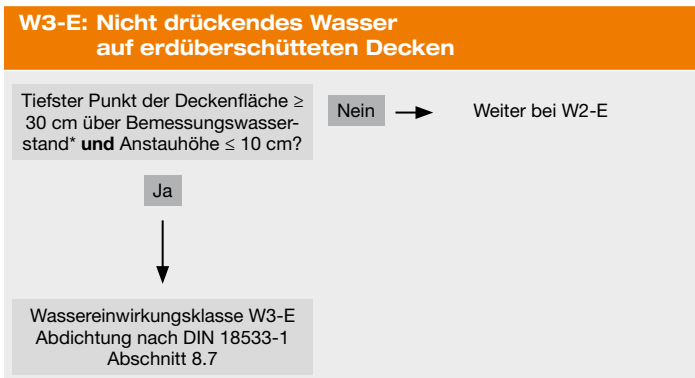 W3-E: Nicht drückendes Wasser
auf erdüberschütteten Decken
Tiefster Punkt der Deckenfläche ≥
30 cm über Bemessungswasser-
stand* und Anstauhöhe ≤ 10 cm?
Nein
Weiter bei W2-E
Ja
Wassereinwirkungsklasse W3-E
Abdichtung nach DIN 18533-1
Abschnitt 8.7